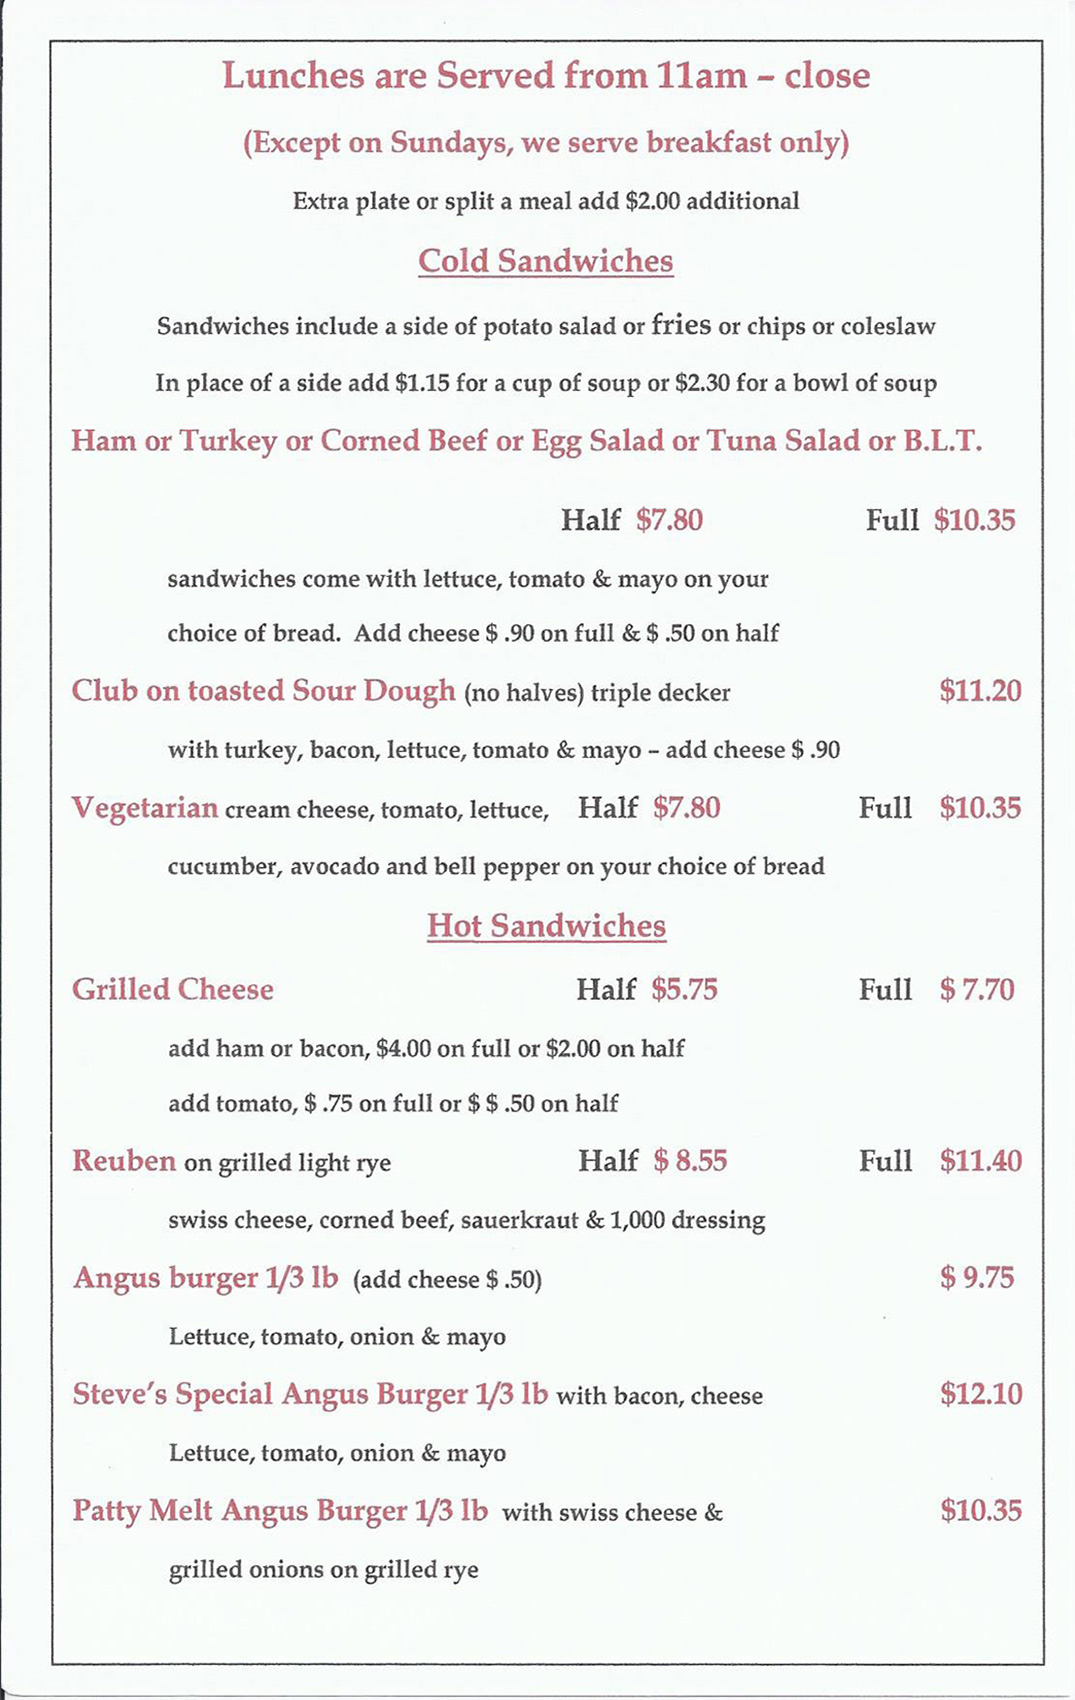 Lunches are Served from 11am – close
(Except on Sundays, we serve breakfast only)
Extra plate or split a meal add $2.00 additional
Cold Sandwiches
Sandwiches include a side of potato salad or fries or chips or coleslaw
In place of a side add $1.15 for a cup of soup or $2.30 for a bowl of soup
Ham or Turkey or Corned Beef or Egg Salad or Tuna Salad or B.L.T.
Half $7.80 Full $10.35
sandwiches come with lettuce, tomato & mayo on your
choice of bread. Add cheese $ .90 on full & $ .50 on half
Club on toasted Sour Dough (no halves) triple decker $11.20
with turkey, bacon, lettuce, tomato & mayo – add cheese $ .90
Vegetarian cream cheese, tomato, lettuce, Half $7.80 Full $10.35
cucumber, avocado and bell pepper on your choice of bread
Hot Sandwiches
Grilled Cheese Half $5.75 Full $ 7.70
add ham or bacon, $4.00 on full or $2.00 on half
add tomato, $ .75 on full or $ $ .50 on half
Reuben on grilled light rye Half $ 8.55 Full $11.40
swiss cheese, corned beef, sauerkraut & 1,000 dressing
Angus burger 1/3 lb (add cheese $ .50) $ 9.75
Lettuce, tomato, onion & mayo
Steve's Special Angus Burger 1/3 lb with bacon, cheese $12.10
Lettuce, tomato, onion & mayo
Patty Melt Angus Burger 1/3 lb with swiss cheese & $10.35
grilled onions on grilled rye